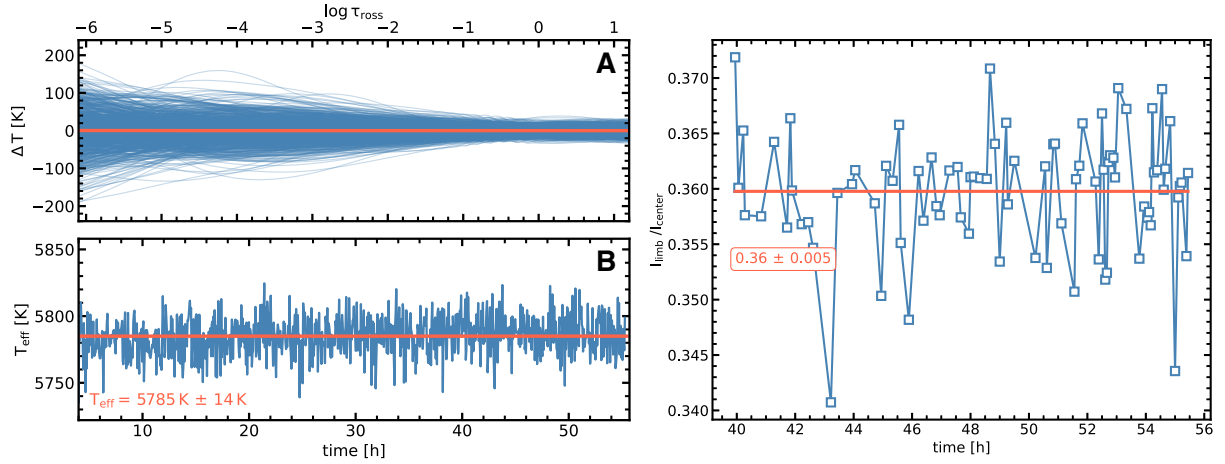 log τross
−6 −5 −4 −3 −2 −1 0 1
A
200
100
0
−100
−200
Δ T [K]
B
5850
5800
5750
Teff [K]
Teff = 5785 K ± 14 K
10 20 30 40 50
time [h]
0.370
0.365
0.360
0.355
0.350
0.345
0.340
Ilimb /Icenter
0.36 ± 0.005
40 42 44 46 48 50 52 54 56
time [h]